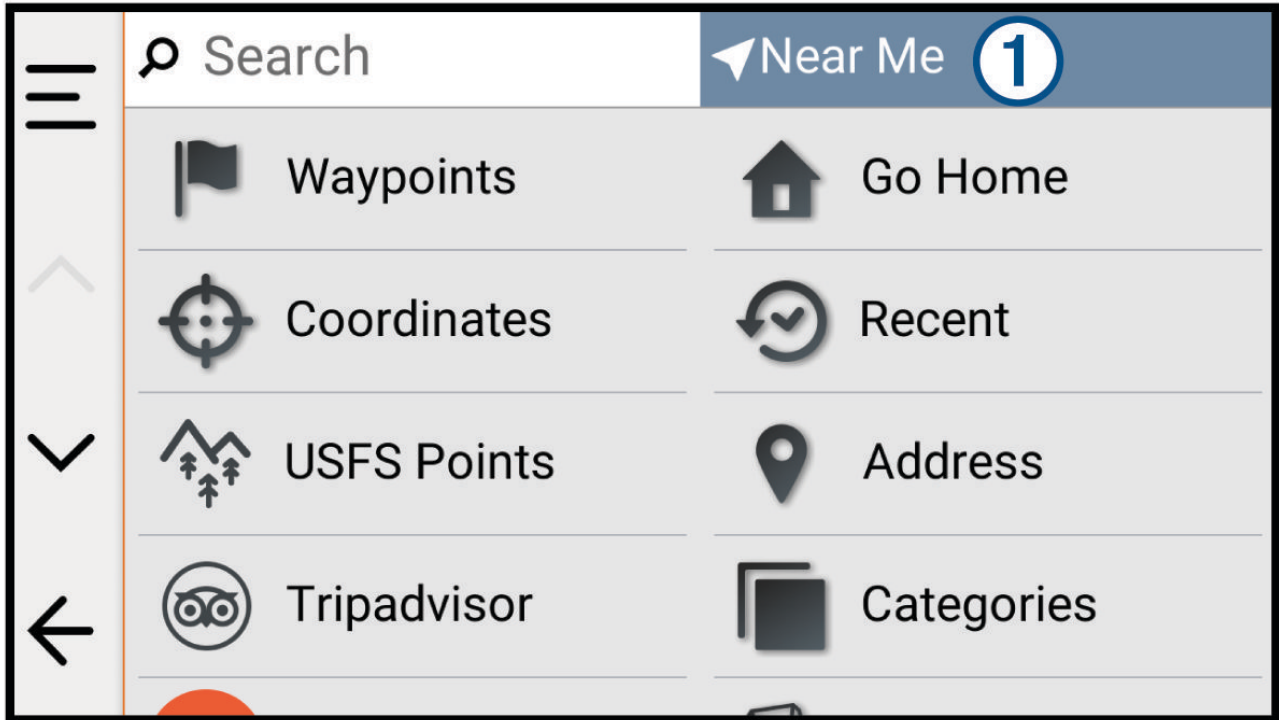 Search
Near Me 1
Waypoints
Go Home
Coordinates
Recent
USFS Points
Address
Tripadvisor
Categories